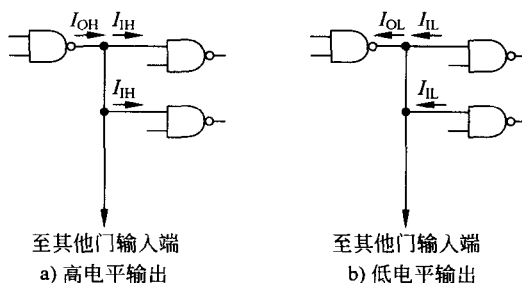 I_OH I_IH
I_IH
至其他门输入端
a) 高电平输出
I_OL I_IL
I_IL
至其他门输入端
b) 低电平输出